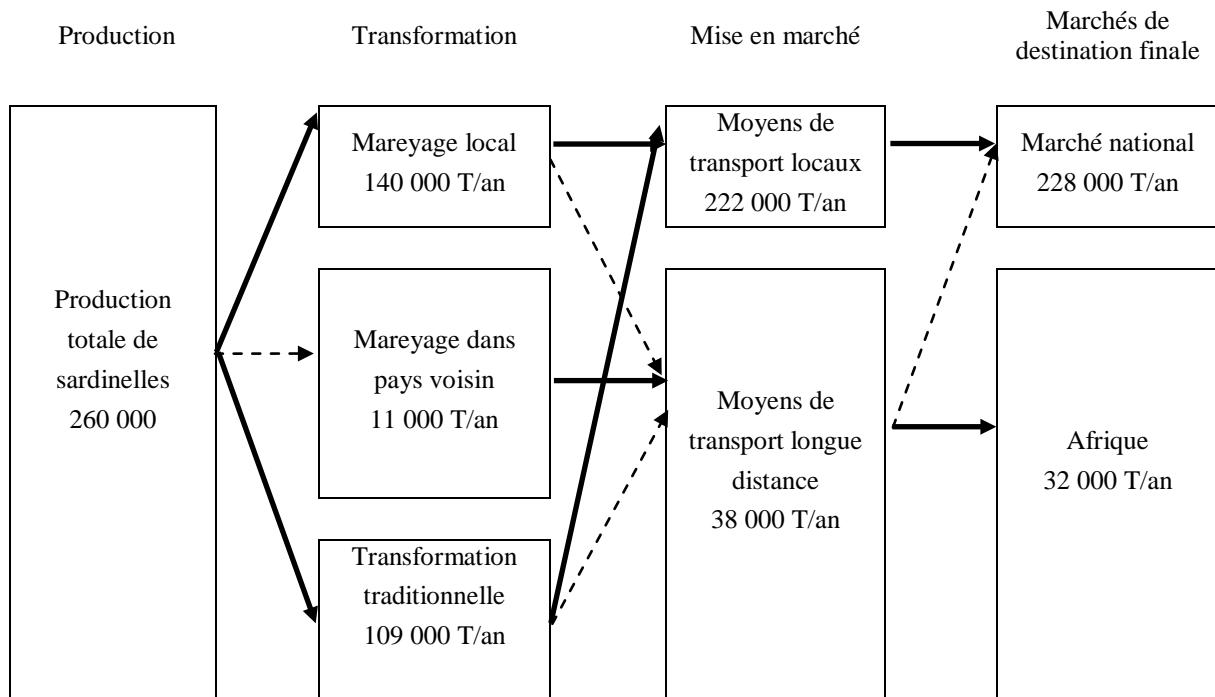 Production
Transformation
Mise en marché
Marchés de
destination finale
Production
totale de
sardinelles
260 000
Mareyage local
140 000 T/an
Mareyage dans
pays voisin
11 000 T/an
Transformation
traditionnelle
109 000 T/an
Moyens de
transport locaux
222 000 T/an
Moyens de
transport longue
distance
38 000 T/an
Marché national
228 000 T/an
Afrique
32 000 T/an